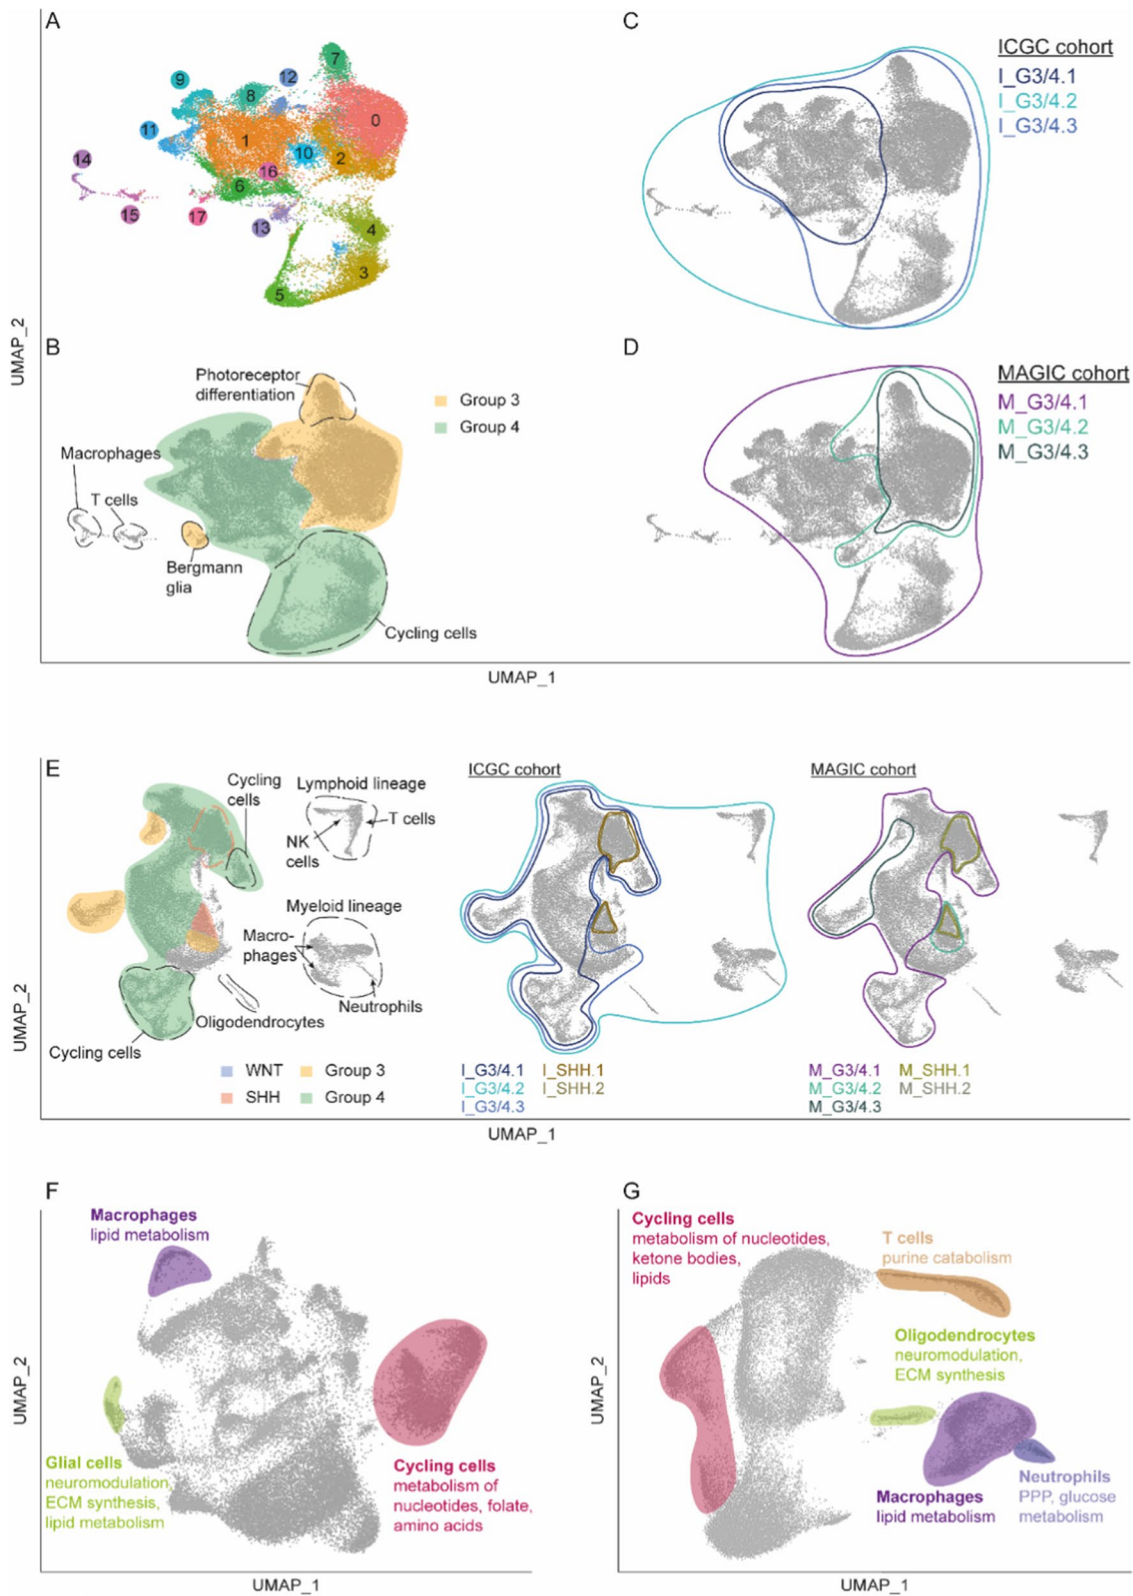 A
7
9
12
8
0
11
1
10
2
14
16
6
15
17
13
4
3
5
C
ICGC cohort
I_G3/4.1
I_G3/4.2
I_G3/4.3
UMAP_2
B
Photoreceptor
differentiation
Group 3
Group 4
Macrophages
T cells
Bergmann
glia
Cycling cells
D
MAGIC cohort
M_G3/4.1
M_G3/4.2
M_G3/4.3
UMAP_1
E
Cycling
cells
Lymphoid lineage
T cells
NK
cells
Myeloid lineage
Macro-
phages
Neutrophils
Oligodendrocytes
Cycling cells
WNT
Group 3
SHH
Group 4
ICGC cohort
I_G3/4.1
I_SHH.1
I_G3/4.2
I_SHH.2
I_G3/4.3
MAGIC cohort
M_G3/4.1
M_SHH.1
M_G3/4.2
M_SHH.2
M_G3/4.3
UMAP_2
UMAP_1
F
Macrophages
lipid metabolism
Glial cells
neuromodulation,
ECM synthesis,
lipid metabolism
Cycling cells
metabolism of
nucleotides, folate,
amino acids
UMAP_2
UMAP_1
G
Cycling cells
metabolism of nucleotides,
ketone bodies,
lipids
T cells
purine catabolism
Oligodendrocytes
neuromodulation,
ECM synthesis
Macrophages
lipid metabolism
Neutrophils
PPP, glucose
metabolism
UMAP_2
UMAP_1